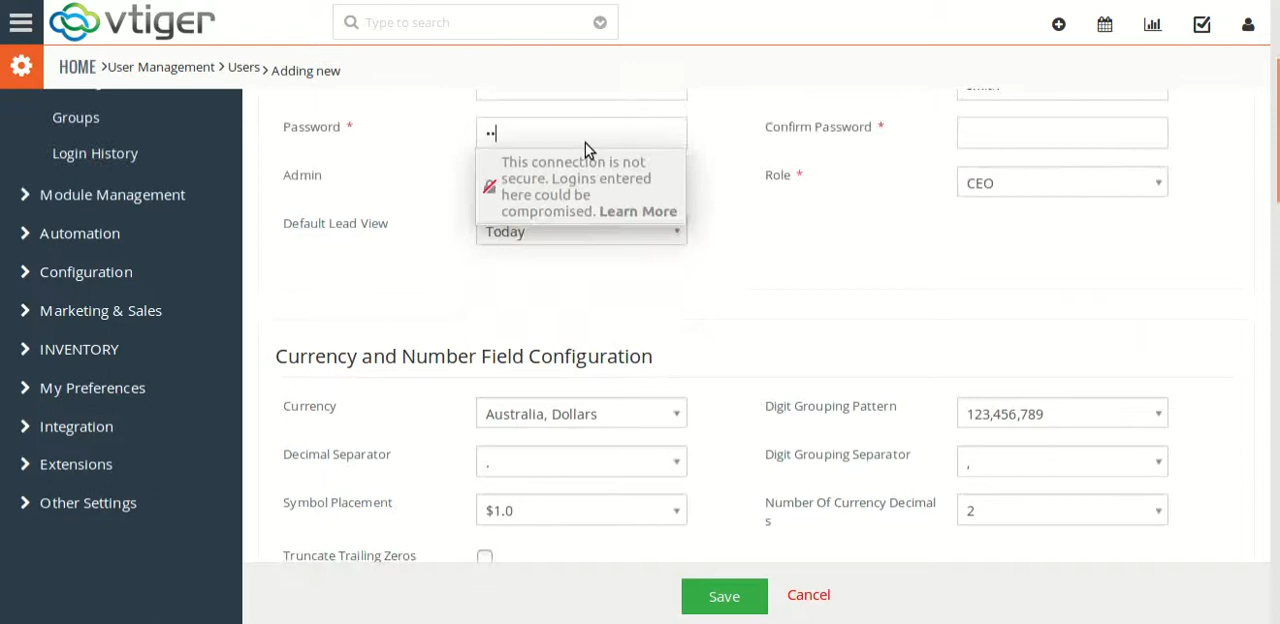 vtiger
Type to search
HOME
User Management
Users
Adding new
Groups
Login History
Module Management
Automation
Configuration
Marketing & Sales
INVENTORY
My Preferences
Integration
Extensions
Other Settings
Smith
Password *
••
Confirm Password *
This connection is not
secure. Logins entered
here could be
compromised. Learn More
Admin
Role *
CEO
Default Lead View
Today
Currency and Number Field Configuration
Currency
Australia, Dollars
Digit Grouping Pattern
123,456,789
Decimal Separator
.
Digit Grouping Separator
,
Symbol Placement
$1.0
Number Of Currency Decimal
s
2
Truncate Trailing Zeros
Save
Cancel